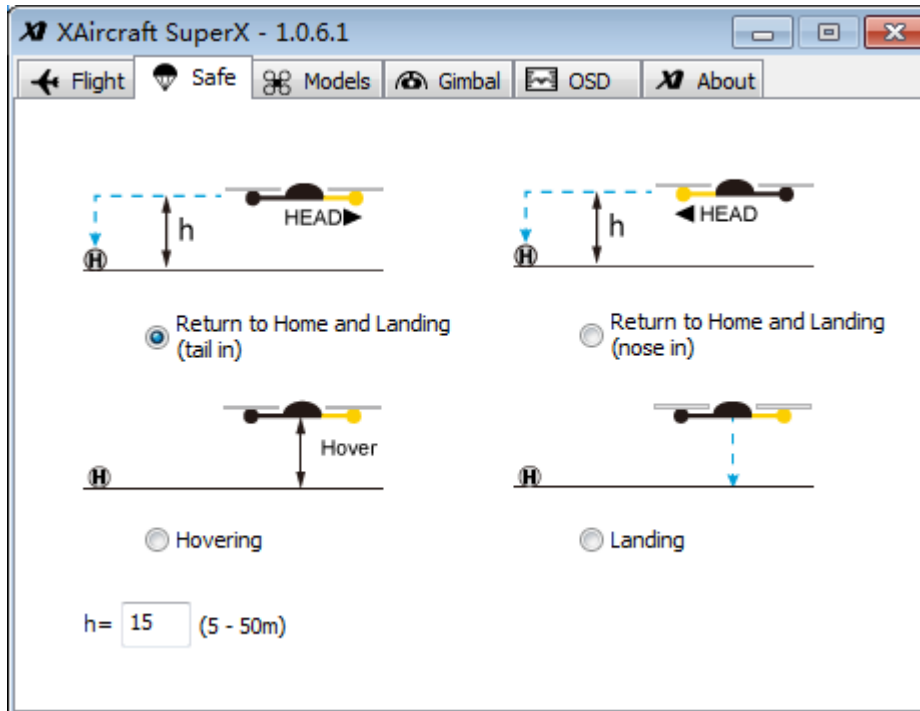 XAircraft SuperX - 1.0.6.1
Flight Safe Models Gimbal OSD About
h HEAD
H
h HEAD
H
Return to Home and Landing
(tail in)
Return to Home and Landing
(nose in)
Hover
H
H
Hovering
Landing
h= 15 (5 - 50m)